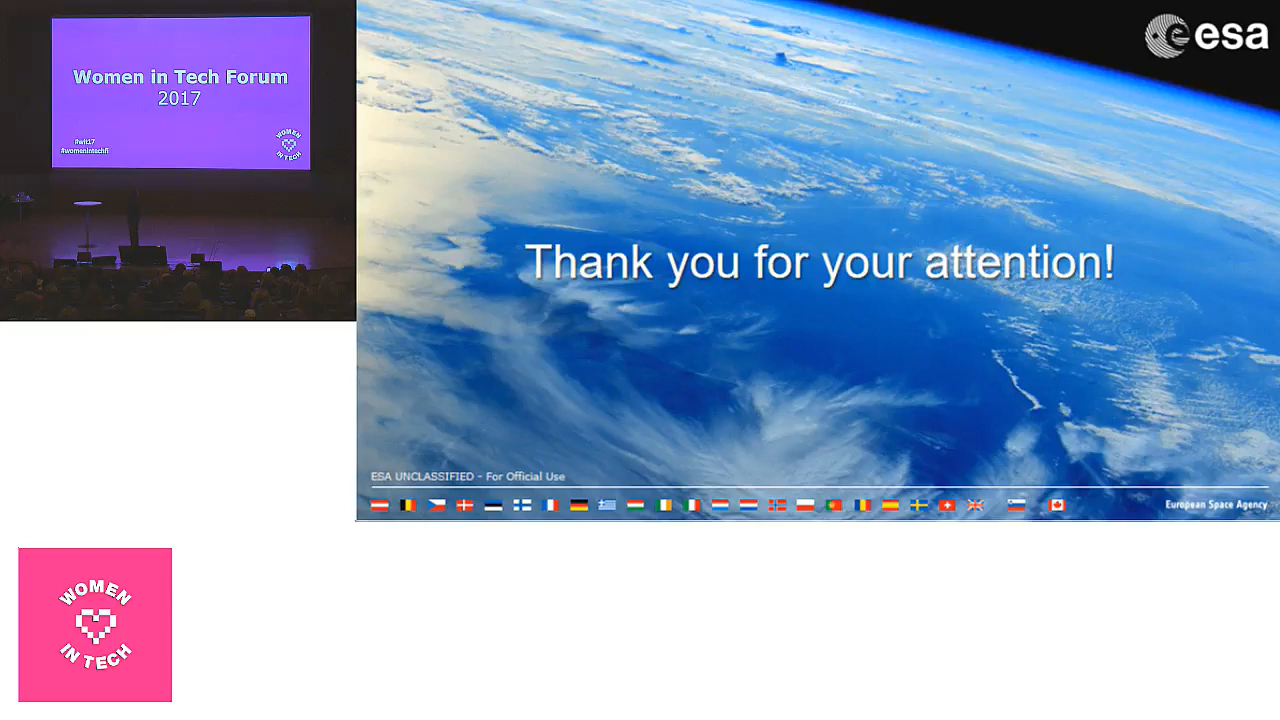 Women in Tech Forum
2017
#wit17
#womenintechfi
WOMEN
IN TECH
esa
Thank you for your attention!
ESA UNCLASSIFIED - For Official Use
European Space Agency
WOMEN
IN TECH